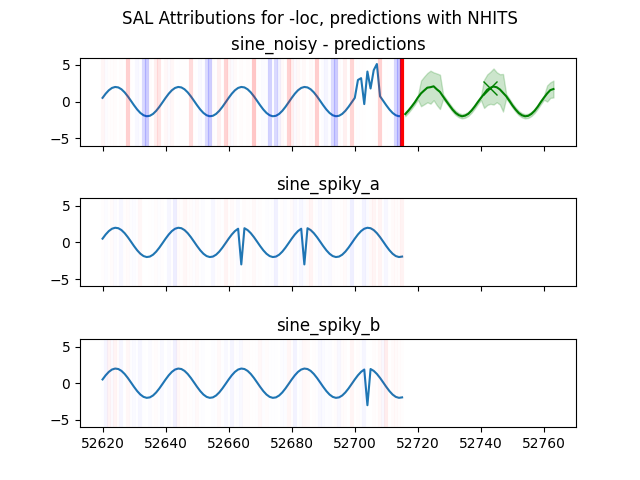 SAL Attributions for -loc, predictions with NHITS
sine_noisy - predictions
5
0
−5
sine_spiky_a
5
0
−5
sine_spiky_b
5
0
−5
52620 52640 52660 52680 52700 52720 52740 52760